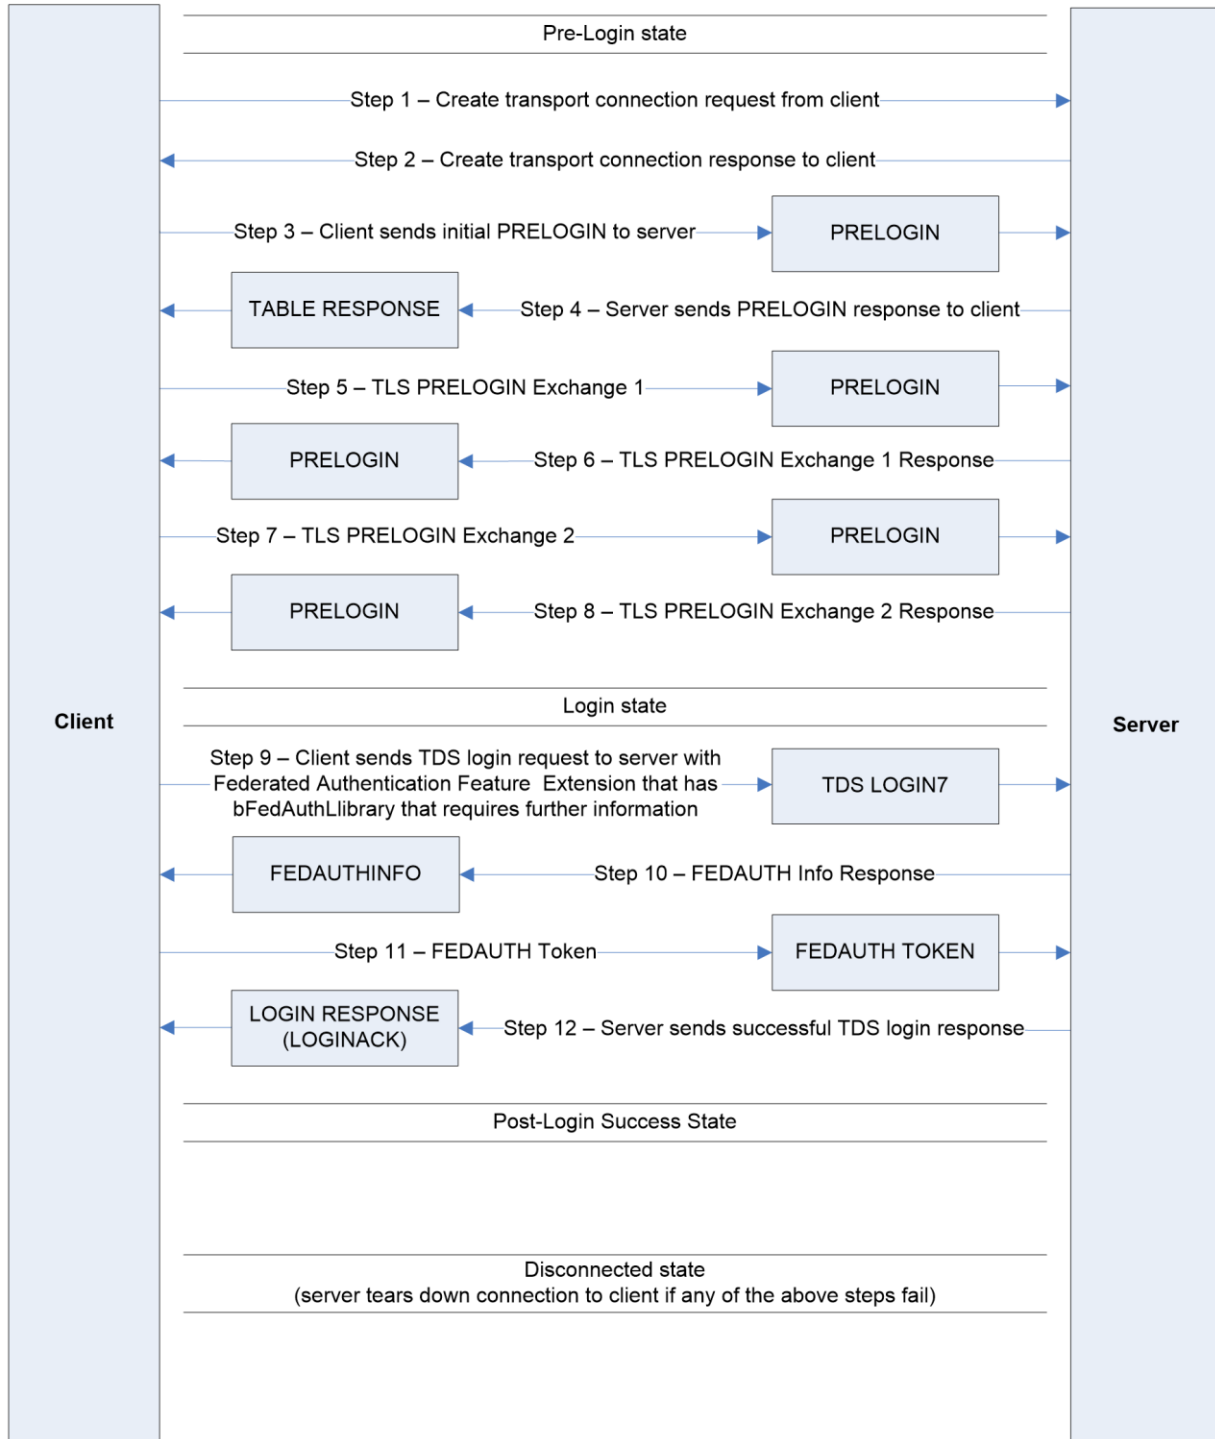 Pre-Login state
Step 1 – Create transport connection request from client
Step 2 – Create transport connection response to client
Step 3 – Client sends initial PRELOGIN to server
PRELOGIN
TABLE RESPONSE
Step 4 – Server sends PRELOGIN response to client
Step 5 – TLS PRELOGIN Exchange 1
PRELOGIN
PRELOGIN
Step 6 – TLS PRELOGIN Exchange 1 Response
Step 7 – TLS PRELOGIN Exchange 2
PRELOGIN
PRELOGIN
Step 8 – TLS PRELOGIN Exchange 2 Response
Login state
Client
Server
Step 9 – Client sends TDS login request to server with
Federated Authentication Feature  Extension that has
bFedAuthLlibrary that requires further information
TDS LOGIN7
FEDAUTHINFO
Step 10 – FEDAUTH Info Response
Step 11 – FEDAUTH Token
FEDAUTH TOKEN
LOGIN RESPONSE
(LOGINACK)
Step 12 – Server sends successful TDS login response
Post-Login Success State
Disconnected state
(server tears down connection to client if any of the above steps fail)